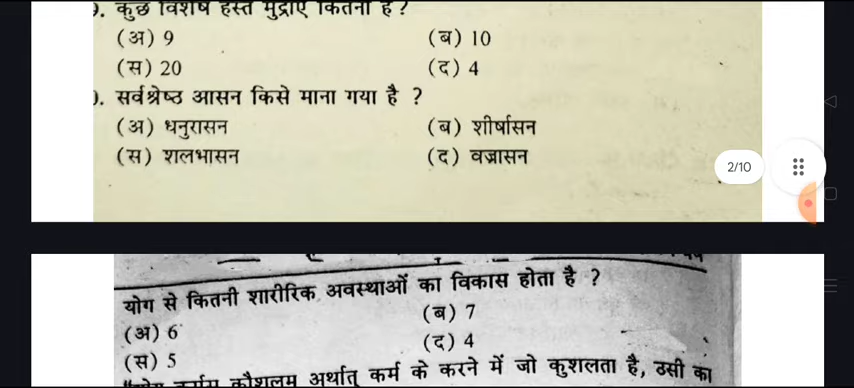 . कुछ विशेष हस्त मुद्राएँ कितनी हैं ?
(अ) 9 (ब) 10
(स) 20 (द) 4
. सर्वश्रेष्ठ आसन किसे माना गया है ?
(अ) धनुरासन (ब) शीर्षासन
(स) शलभासन (द) वज्रासन
2/10
योग से कितनी शारीरिक अवस्थाओं का विकास होता है ?
(अ) 6 (ब) 7
(स) 5 (द) 4
कौशलम् अर्थात् कर्म के करने में जो कुशलता है, उसी का